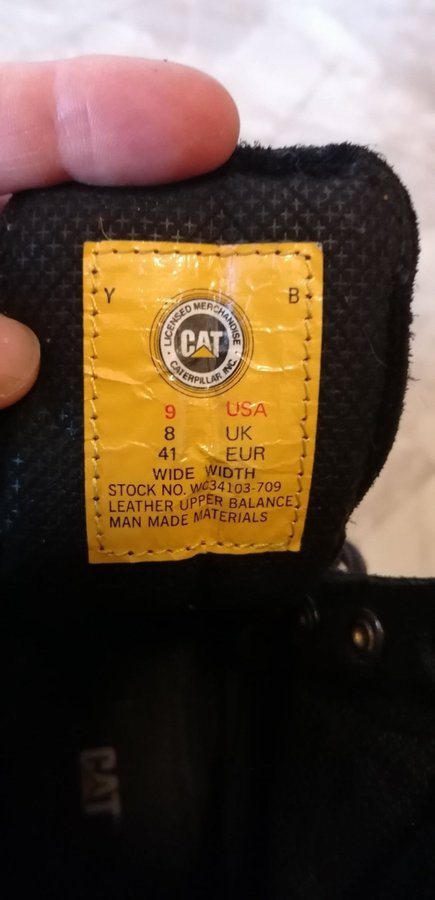 Y B
LICENSED MERCHANDISE
CAT
CATERPILLAR, INC.
9 USA
8 UK
41 EUR
WIDE WIDTH
STOCK NO. WC34103-709
LEATHER UPPER BALANCE
MAN MADE MATERIALS
CAT